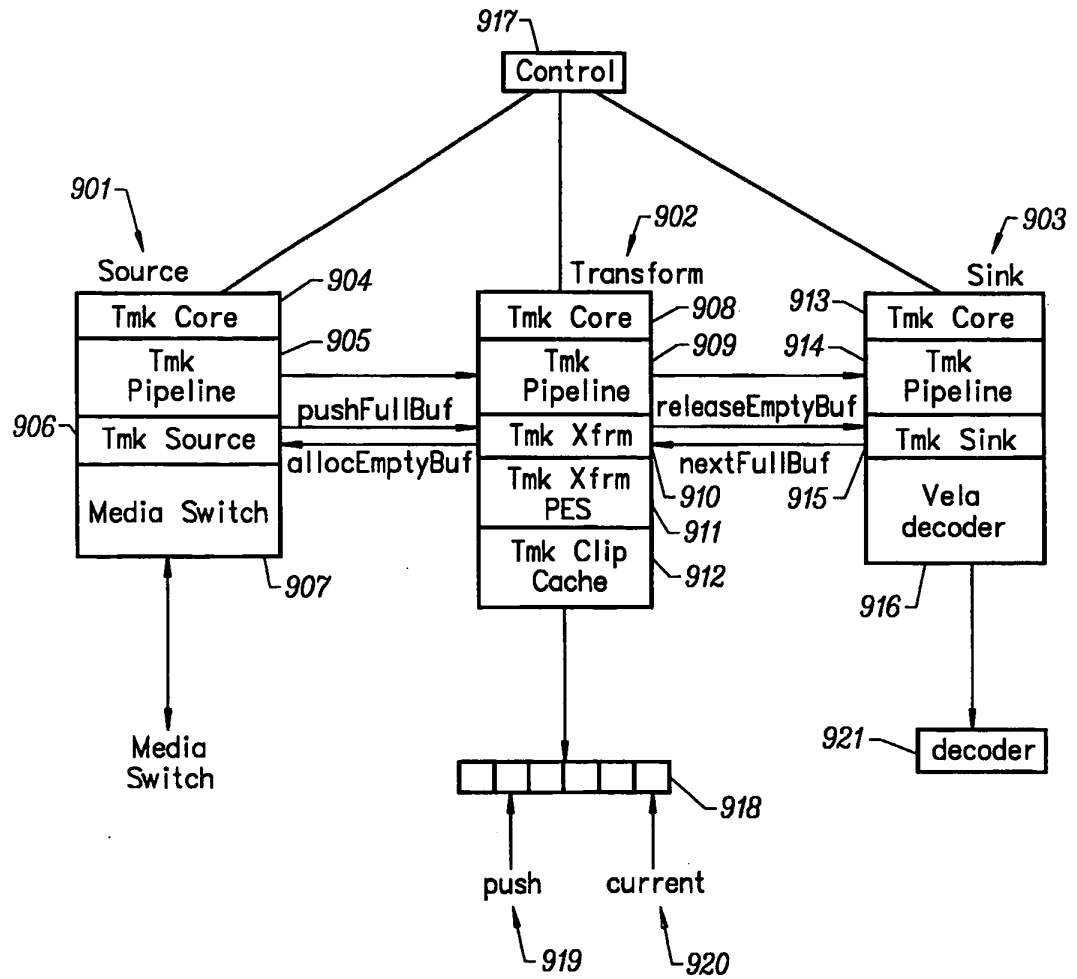 917
Control
901
902
903
Source
904
Transform
908
Sink
913
Tmk Core
Tmk Core
Tmk Core
905
909
914
Tmk
Pipeline
Tmk
Pipeline
Tmk
Pipeline
pushFullBuf
releaseEmptyBuf
906
Tmk Source
Tmk Xfrm
Tmk Sink
allocEmptyBuf
nextFullBuf
910
915
Media Switch
Tmk Xfrm
PES
911
Vela
decoder
Tmk Clip
Cache
912
907
916
Media
Switch
921
decoder
918
push
current
919
920